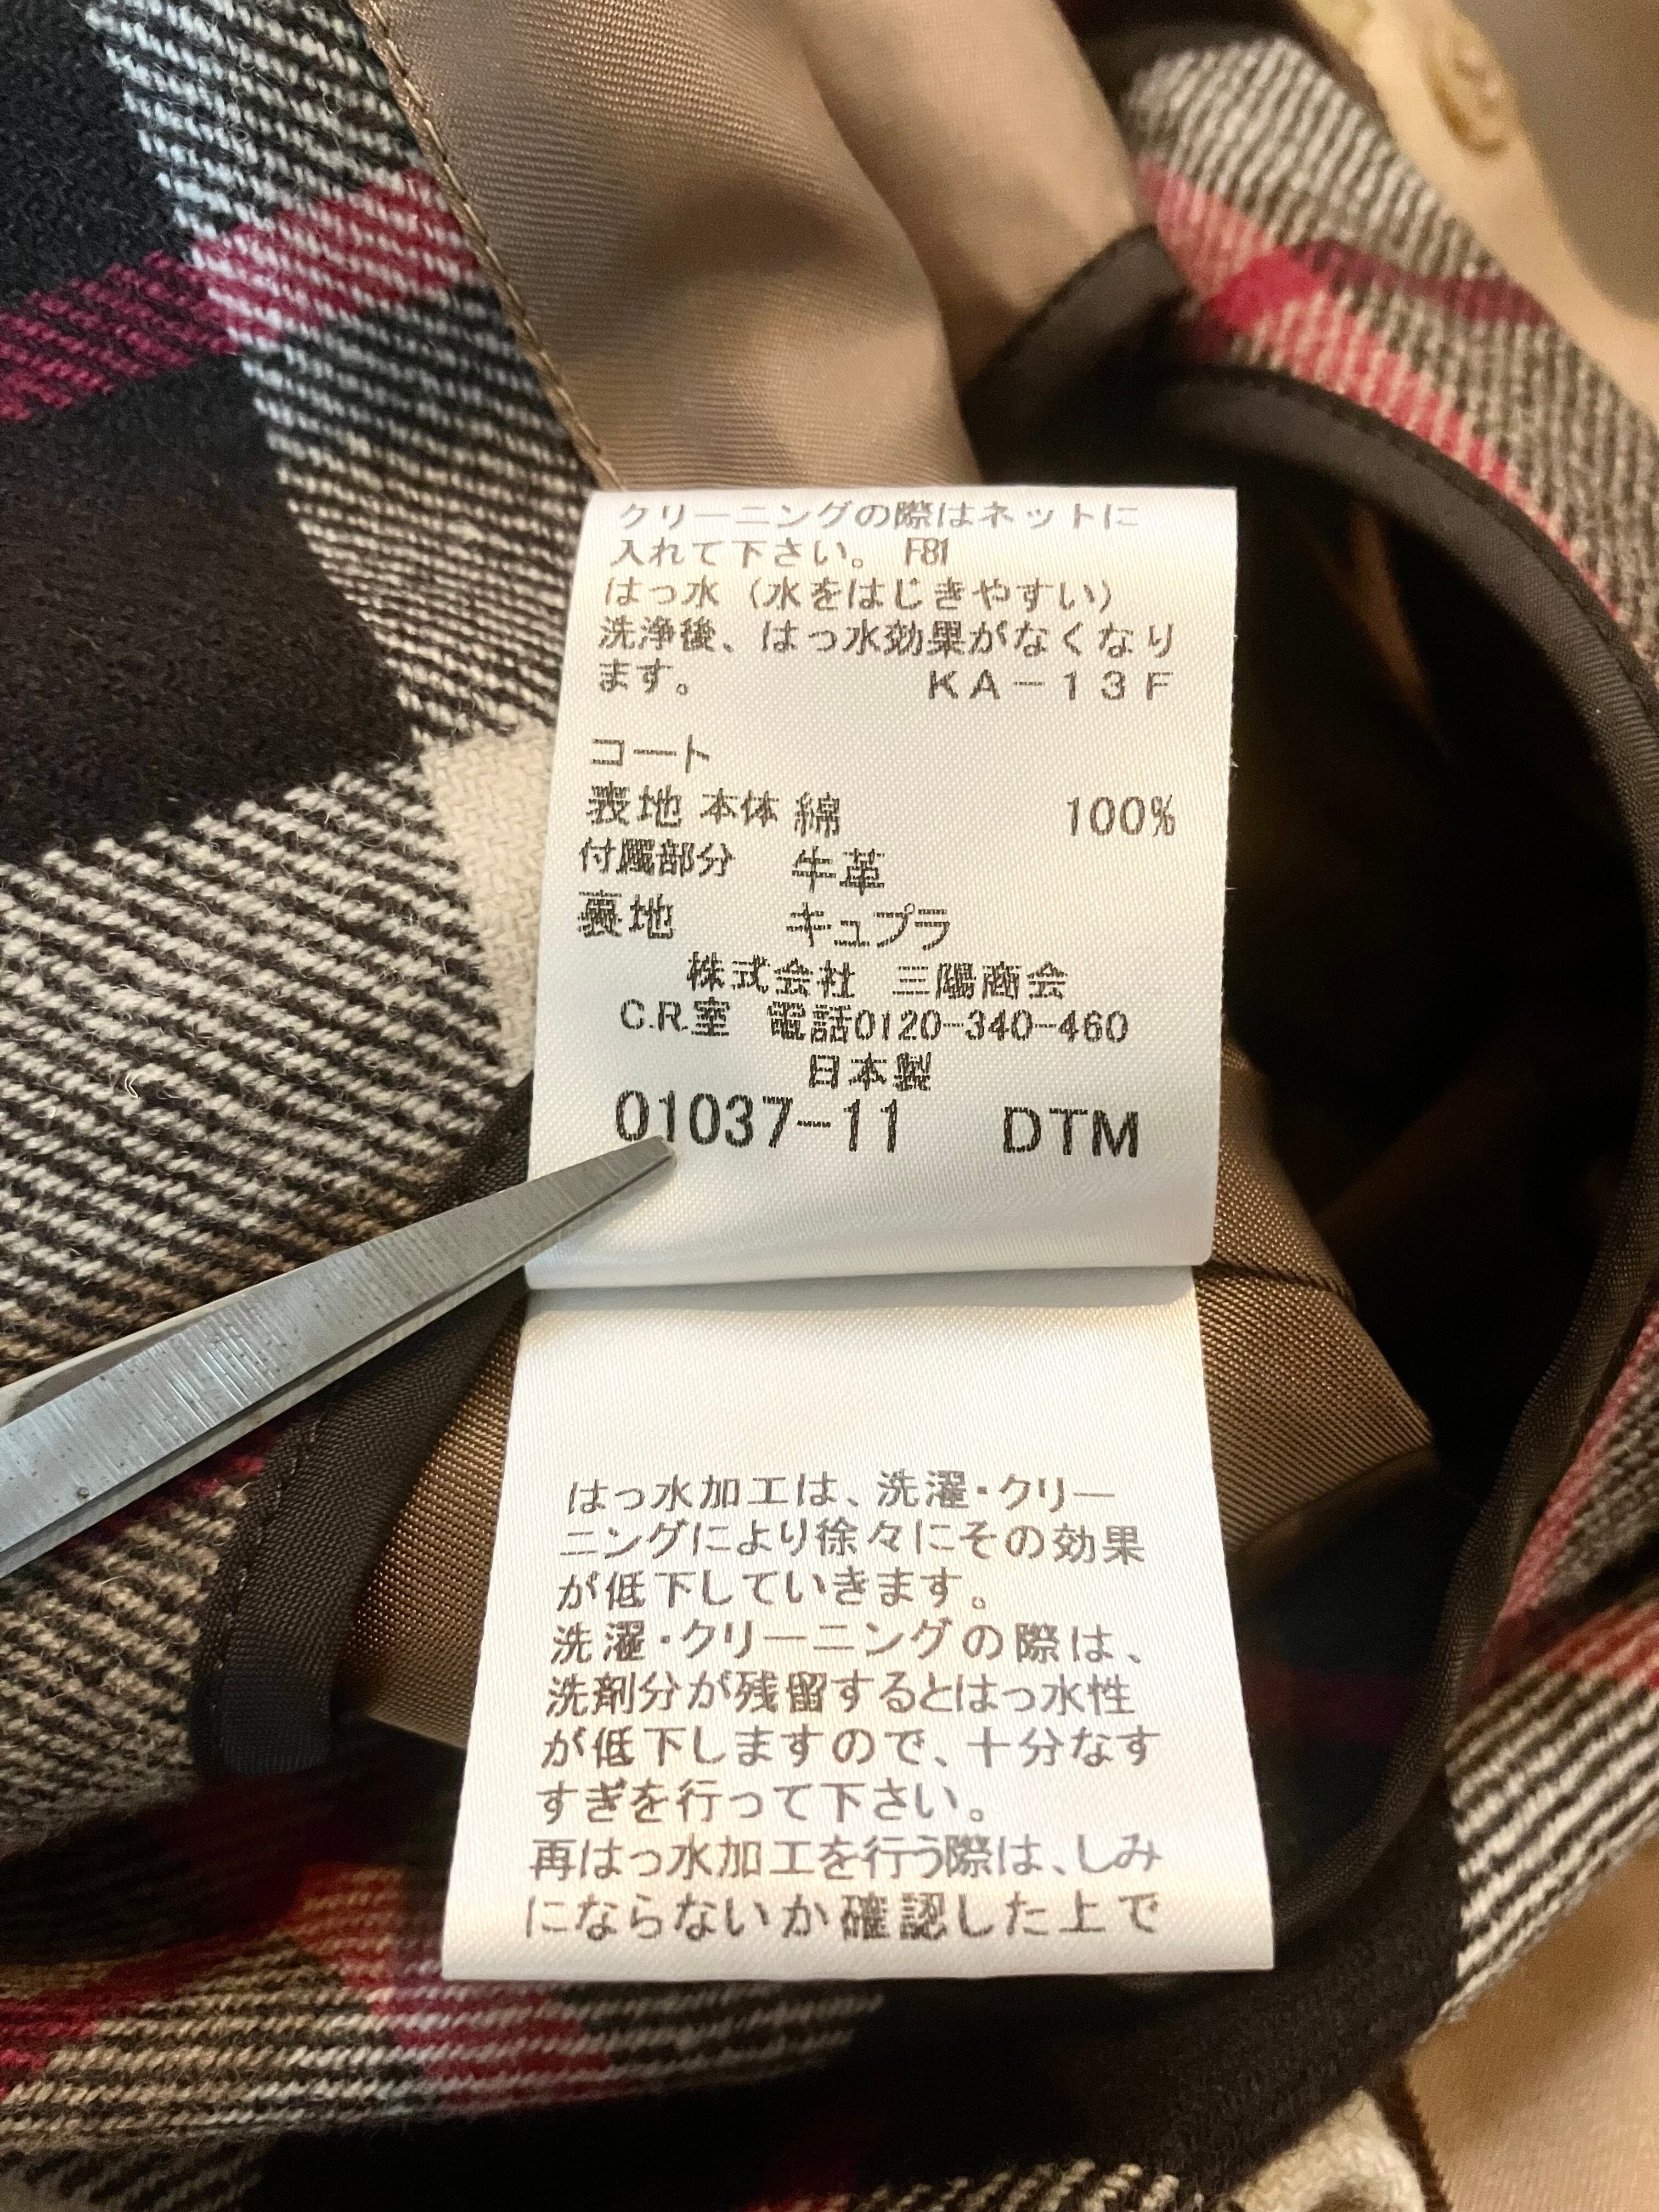 クリーニングの際はネットに
入れて下さい。 F81
はっ水（水をはじきやすい）
洗浄後、はっ水効果がなくなり
ます。 KA-13F
コート
表地 本体 綿 100%
付属部分 牛革
裏地 キュプラ
株式会社 三陽商会
C.R.室 電話0120-340-460
日本製
01037-11 DTM
はっ水加工は、洗濯・クリー
ニングにより徐々にその効果
が低下していきます。
洗濯・クリーニングの際は、
洗剤分が残留するとはっ水性
が低下しますので、十分なす
すぎを行って下さい。
再はっ水加工を行う際は、しみ
にならないか確認した上で